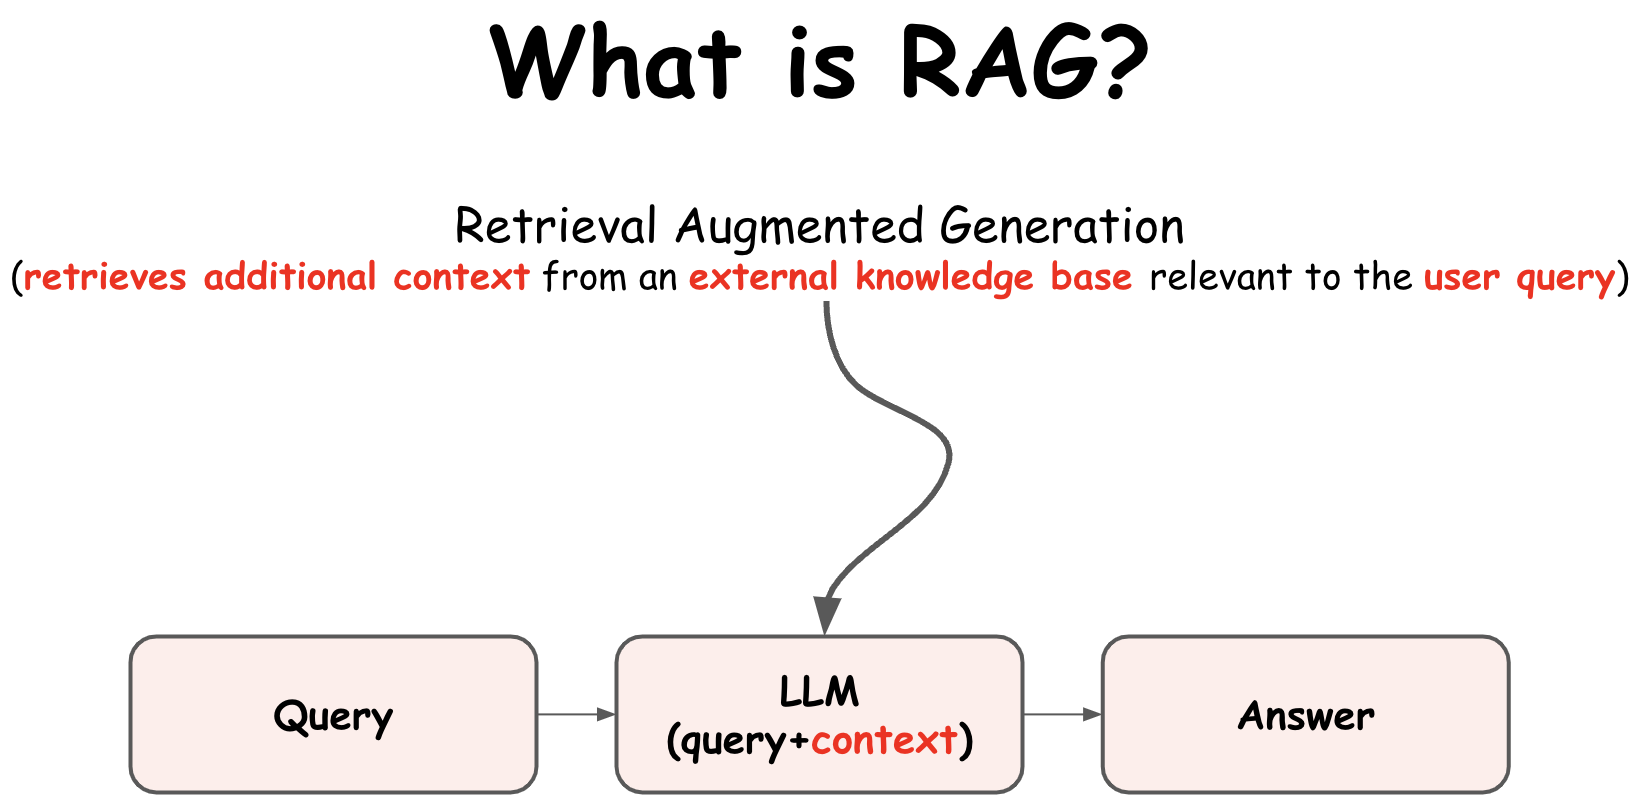 What is RAG?
Retrieval Augmented Generation
(retrieves additional context from an external knowledge base relevant to the user query)
Query
LLM
(query+context)
Answer